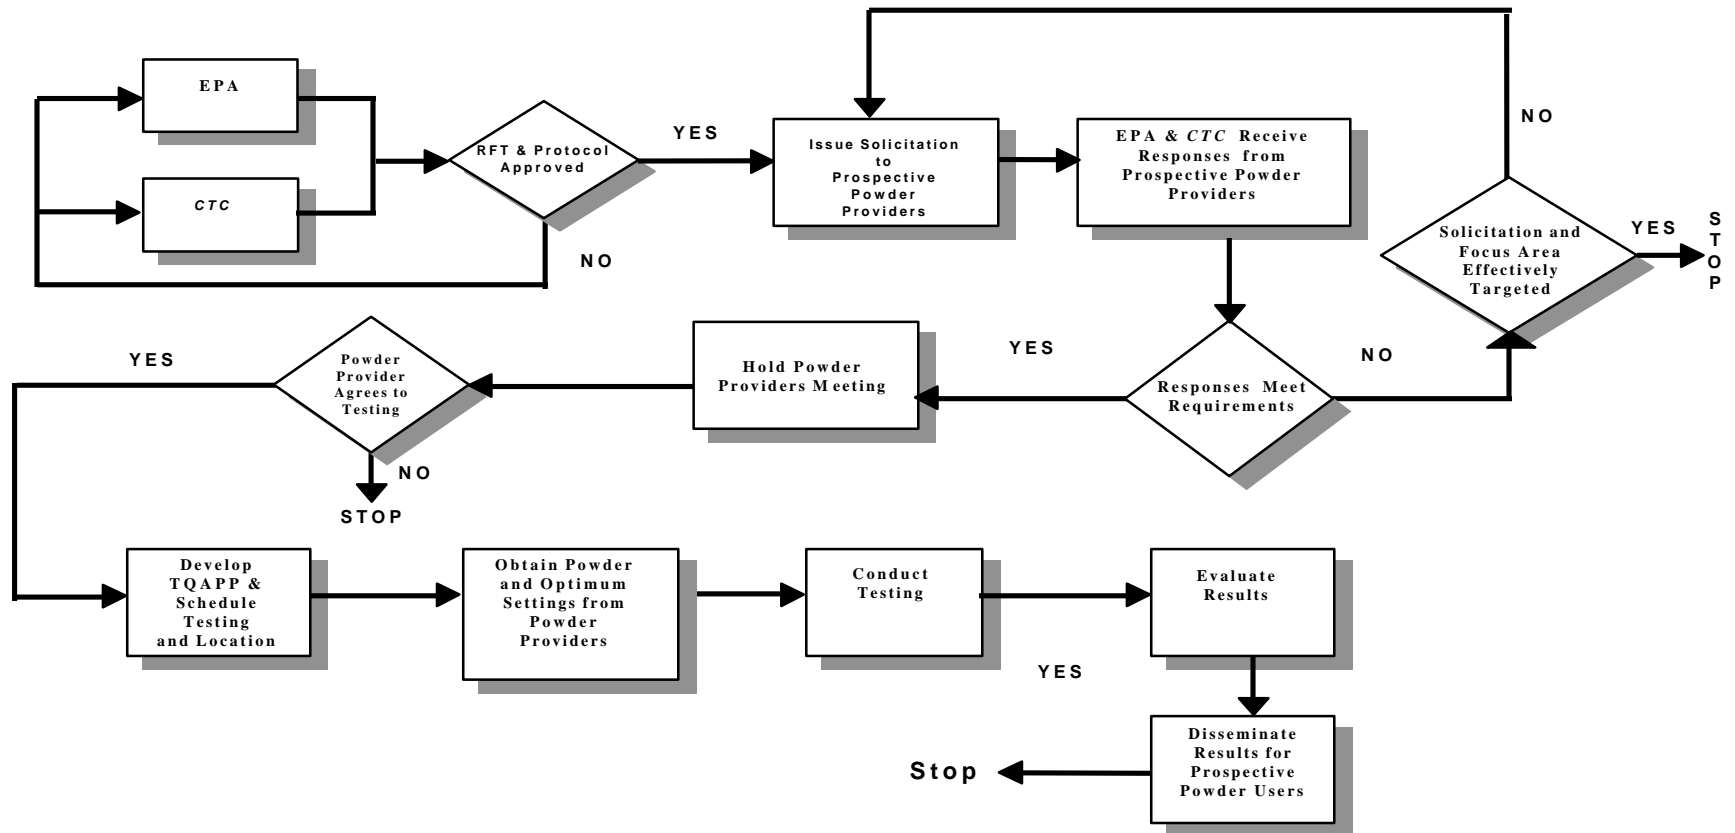 EPA
CTC
RFT & Protocol
Approved
YES
NO
Issue Solicitation
to
Prospective
Powder
Providers
EPA & CTC Receive
Responses from
Prospective Powder
Providers
NO
Solicitation and
Focus Area
Effectively
Targeted
YES
S
T
O
P
Responses Meet
Requirements
NO
YES
Hold Powder
Providers Meeting
Powder
Provider
Agrees to
Testing
YES
NO
STOP
Develop
TQAPP &
Schedule
Testing
and Location
Obtain Powder
and Optimum
Settings from
Powder
Providers
Conduct
Testing
Evaluate
Results
YES
Disseminate
Results for
Prospective
Powder Users
Stop